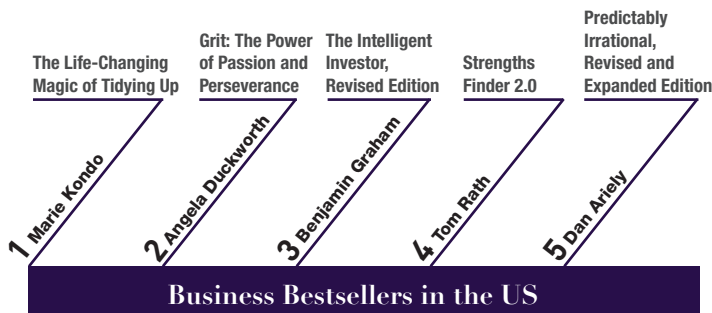 The Life-Changing
Magic of Tidying Up
1 Marie Kondo
Grit: The Power
of Passion and
Perseverance
2 Angela Duckworth
The Intelligent
Investor,
Revised Edition
3 Benjamin Graham
Strengths
Finder 2.0
4 Tom Rath
Predictably
Irrational,
Revised and
Expanded Edition
5 Dan Ariely
Business Bestsellers in the US